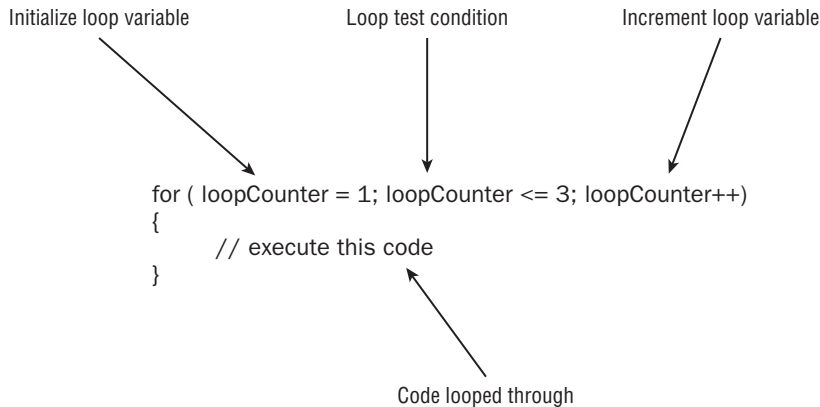 Initialize loop variable
Loop test condition
Increment loop variable
for ( loopCounter = 1; loopCounter <= 3; loopCounter++)
{
// execute this code
}
Code looped through